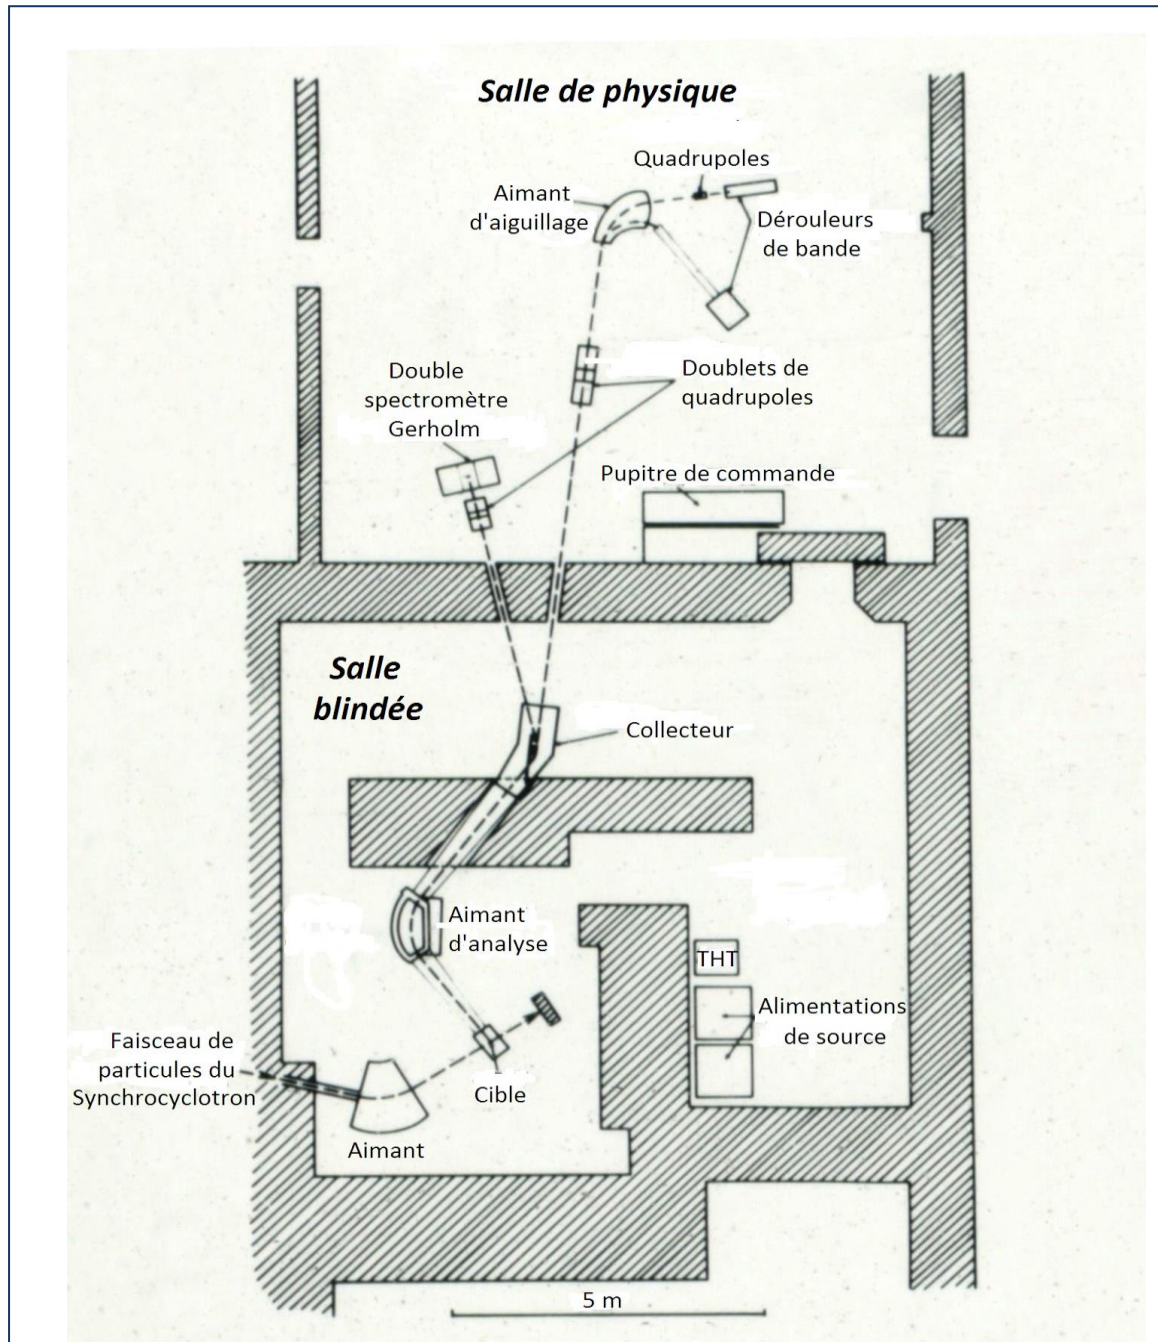 Salle de physique
Quadrupoles
Aimant
d'aiguillage
Dérouleurs
de bande
Double
spectromètre
Gerholm
Doublets de
quadrupoles
Pupitre de commande
Salle
blindée
Collecteur
Aimant
d'analyse
THT
Alimentations
de source
Faisceau de
particules du
Synchrocyclotron
Cible
Aimant
5 m